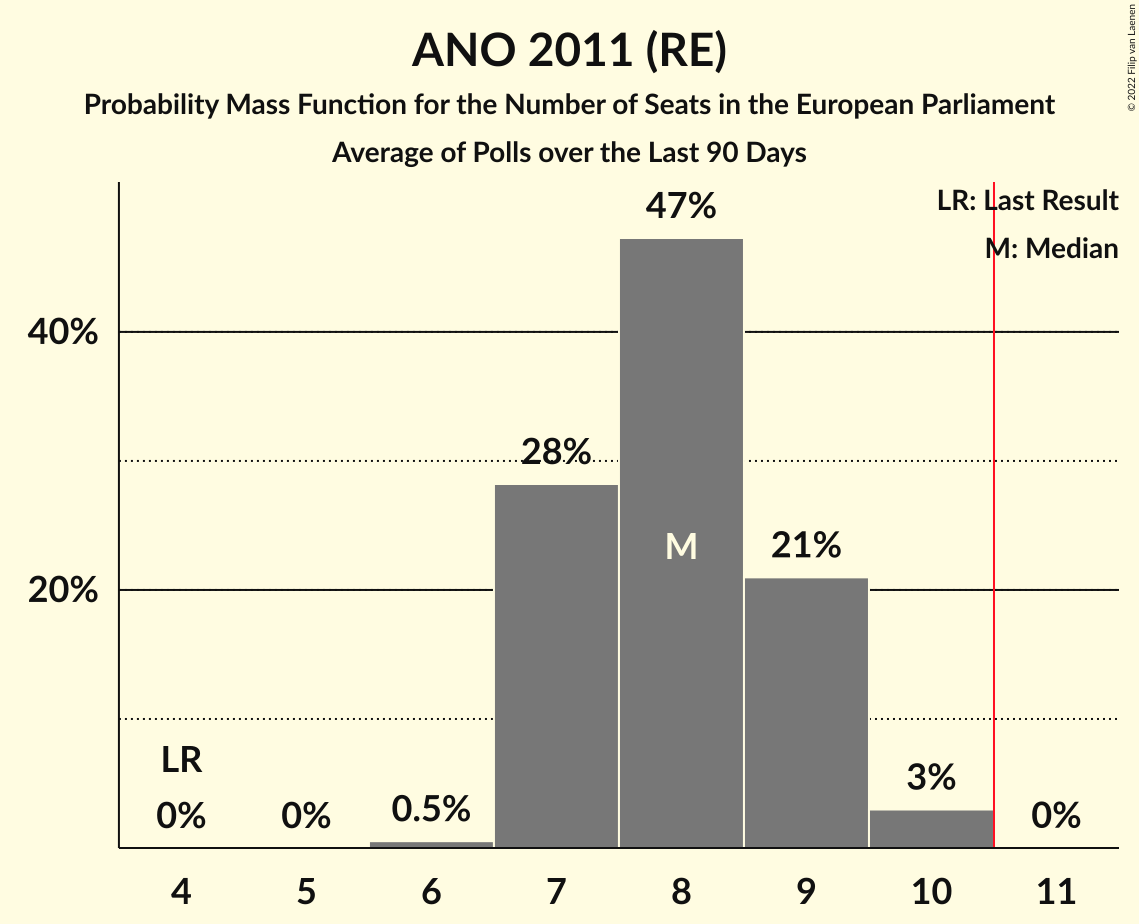 ANO 2011 (RE)
Probability Mass Function for the Number of Seats in the European Parliament
Average of Polls over the Last 90 Days
© 2022 Filip van Laenen
LR: Last Result
M: Median
47%
40%
28%
M
21%
20%
LR
3%
0%
0%
0.5%
0%
4 5 6 7 8 9 10 11